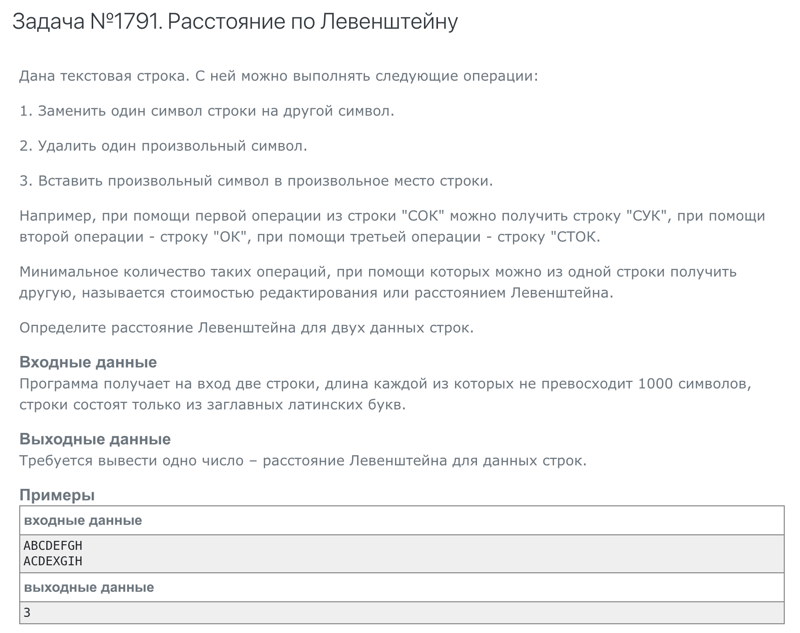 Задача №1791. Расстояние по Левенштейну
Дана текстовая строка. С ней можно выполнять следующие операции:
1. Заменить один символ строки на другой символ.
2. Удалить один произвольный символ.
3. Вставить произвольный символ в произвольное место строки.
Например, при помощи первой операции из строки "СОК" можно получить строку "СУК", при помощи
второй операции - строку "ОК", при помощи третьей операции - строку "СТОК.
Минимальное количество таких операций, при помощи которых можно из одной строки получить
другую, называется стоимостью редактирования или расстоянием Левенштейна.
Определите расстояние Левенштейна для двух данных строк.
Входные данные
Программа получает на вход две строки, длина каждой из которых не превосходит 1000 символов,
строки состоят только из заглавных латинских букв.
Выходные данные
Требуется вывести одно число – расстояние Левенштейна для данных строк.
Примеры
входные данные
ABCDEFGH
ACDEXGIH
выходные данные
3